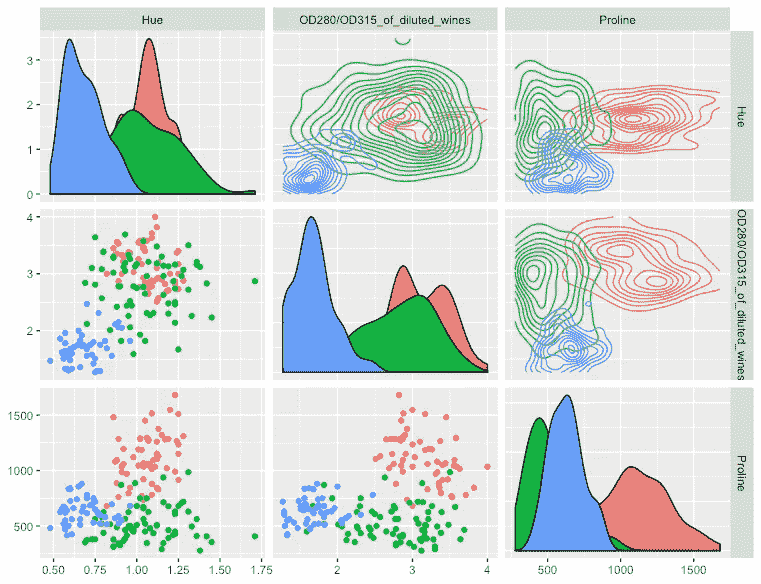 Hue
OD280/OD315_of_diluted_wines
Proline
3
2
1
0
Hue
4
3
2
OD280/OD315_of_diluted_wines
1500
1000
500
Proline
0.50 0.75 1.00 1.25 1.50 1.75
2 3 4
500 1000 1500